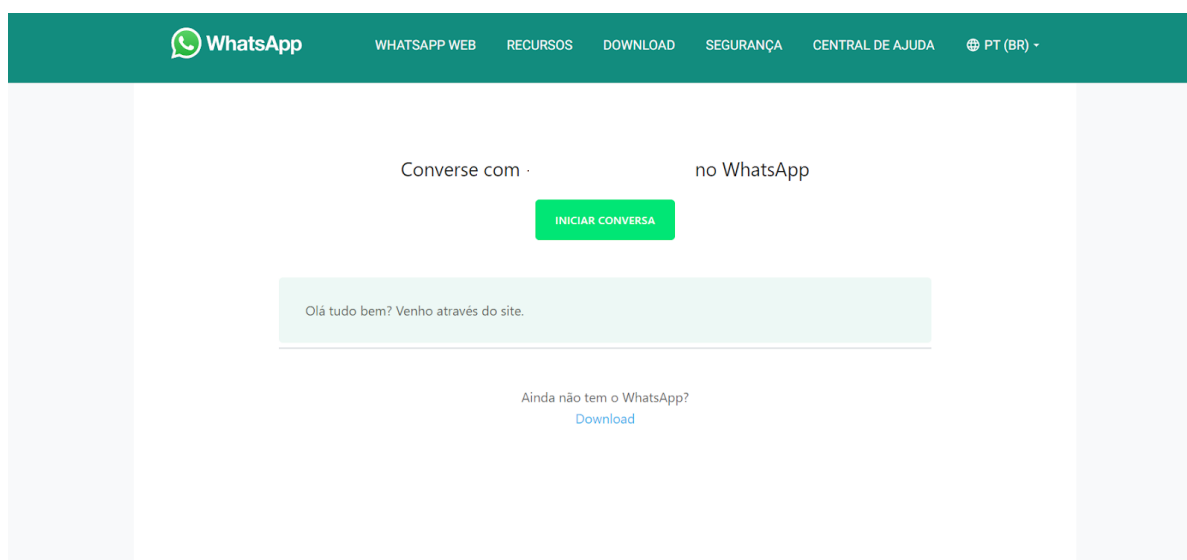 WhatsApp WHATSAPP WEB RECURSOS DOWNLOAD SEGURANÇA CENTRAL DE AJUDA PT (BR)
Converse com no WhatsApp
INICIAR CONVERSA
Olá tudo bem? Venho através do site.
Ainda não tem o WhatsApp?
Download